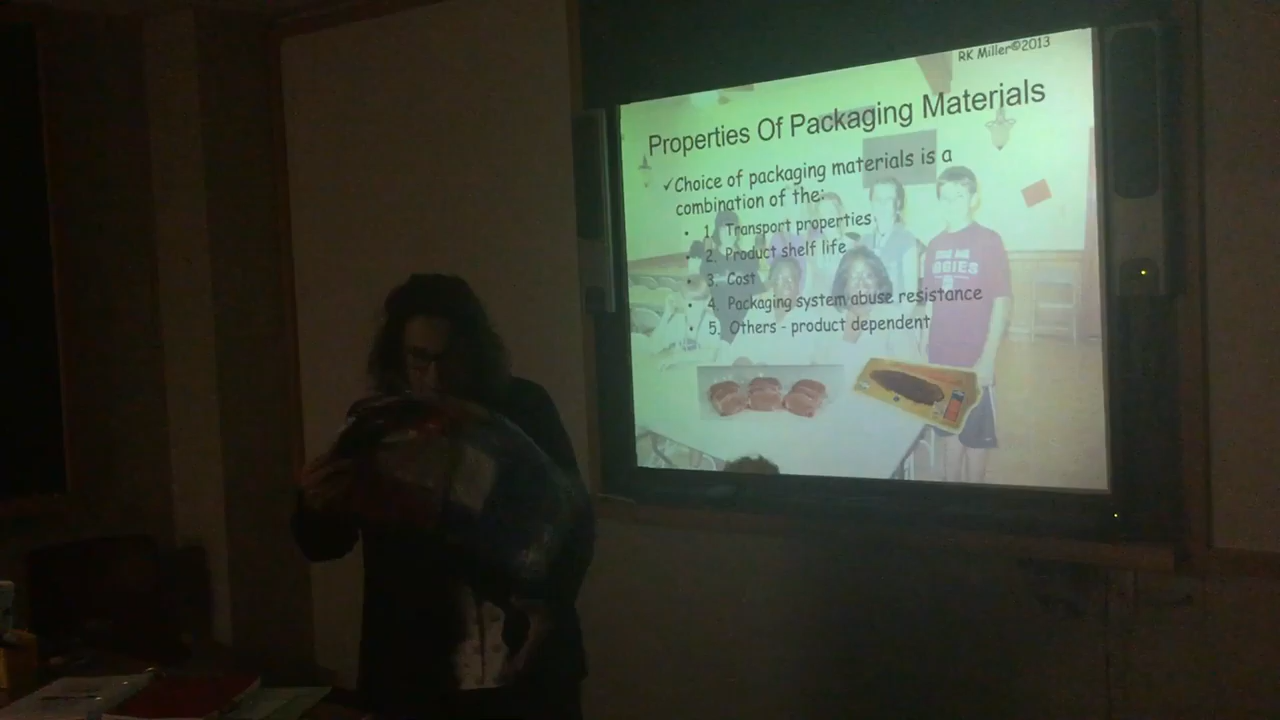 RK Miller©2013
Properties Of Packaging Materials
✓Choice of packaging materials is a
combination of the:
• 1. Transport properties
• 2. Product shelf life
• 3. Cost
• 4. Packaging system abuse resistance
• 5. Others - product dependent
AGGIES